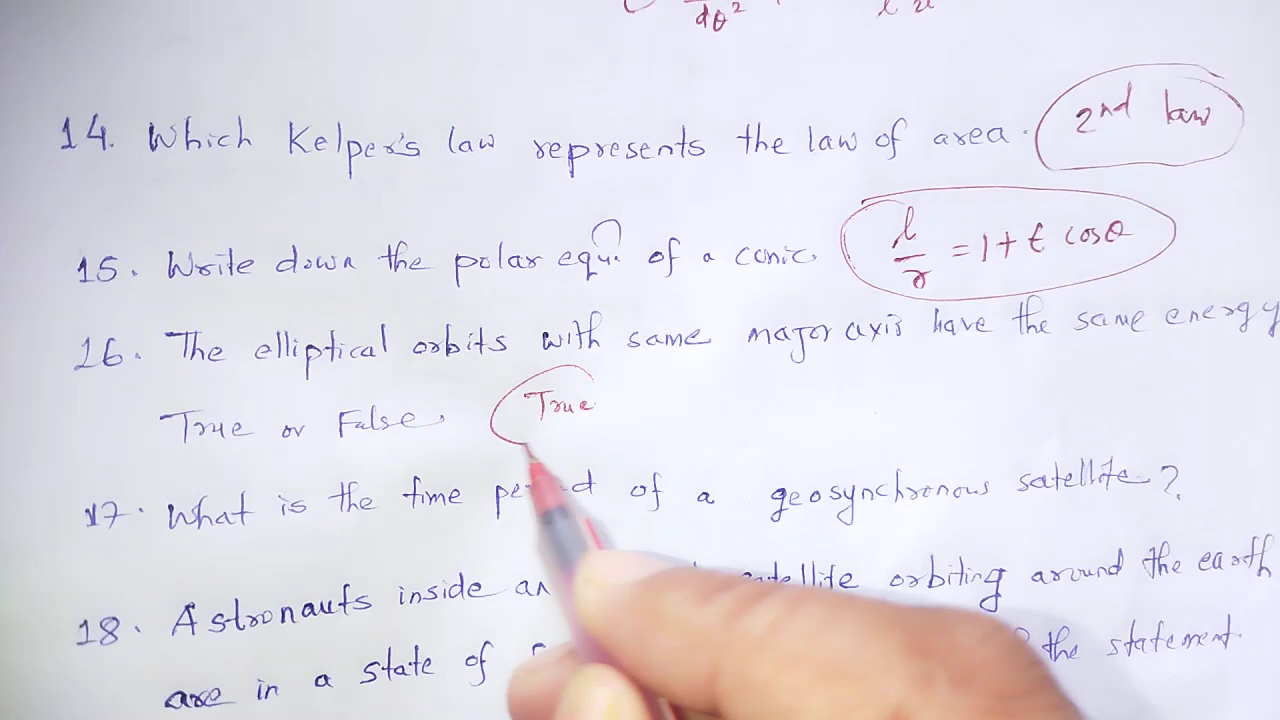 dθ²
14. Which Kelper's law represents the law of area. 2nd law
15. Write down the polar equn. of a conic. l/r = 1 + ε cosθ
16. The elliptical orbits with same major axis have the same energy
True or False. True
17. What is the time of a geosynchronous satellite?
18. Astronauts inside an satellite orbiting around the earth
are in a state of the statement.